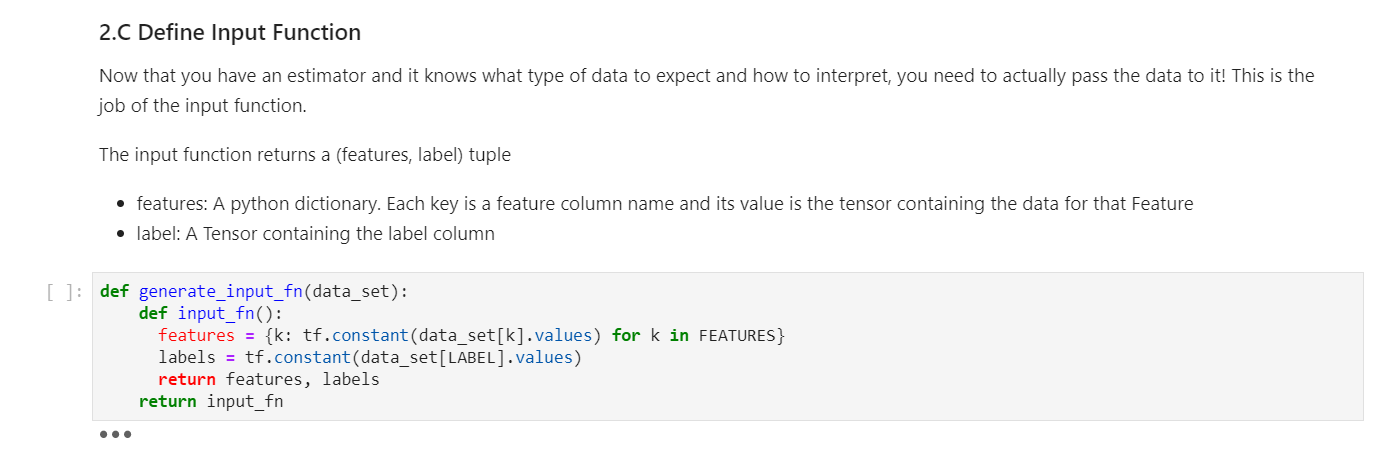 2.C Define Input Function
Now that you have an estimator and it knows what type of data to expect and how to interpret, you need to actually pass the data to it! This is the
job of the input function.
The input function returns a (features, label) tuple
• features: A python dictionary. Each key is a feature column name and its value is the tensor containing the data for that Feature
• label: A Tensor containing the label column
[ ]: def generate_input_fn(data_set):
    def input_fn():
      features = {k: tf.constant(data_set[k].values) for k in FEATURES}
      labels = tf.constant(data_set[LABEL].values)
      return features, labels
    return input_fn
•••